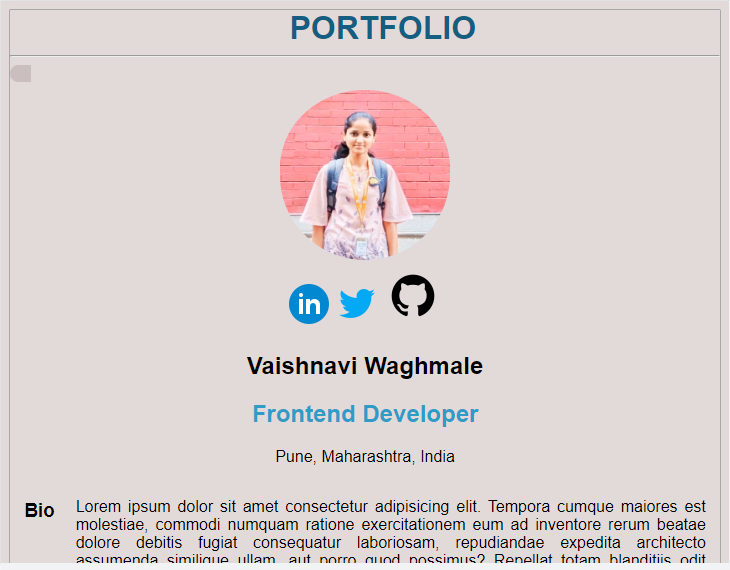 PORTFOLIO
in
Vaishnavi Waghmale
Frontend Developer
Pune, Maharashtra, India
Bio
Lorem ipsum dolor sit amet consectetur adipisicing elit. Tempora cumque maiores est
molestiae, commodi numquam ratione exercitationem eum ad inventore rerum beatae
dolore debitis fugiat consequatur laboriosam, repudiandae expedita architecto
assumenda similique ullam, aut porro quod possimus? Repellat totam blanditiis odit